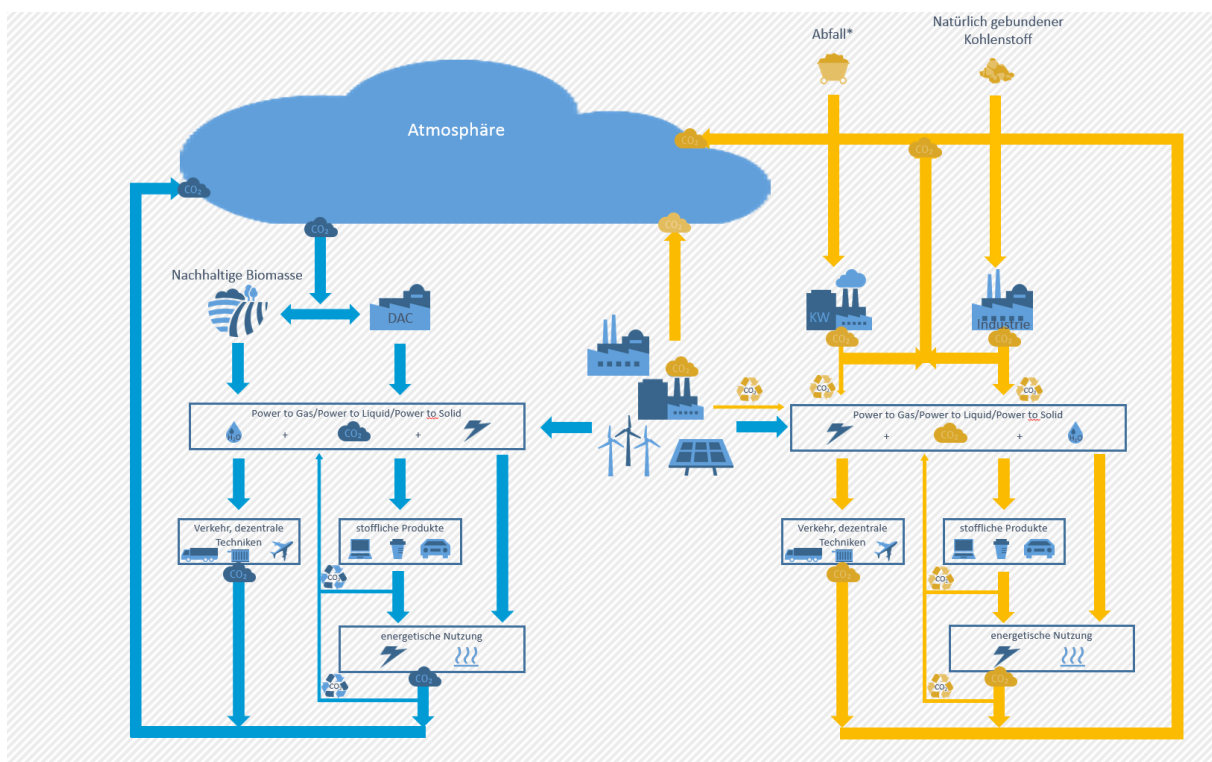 Abfall*
Natürlich gebundener
Kohlenstoff
Atmosphäre
CO₂
CO₂
CO₂
CO₂
CO₂
Nachhaltige Biomasse
DAC
KW
Industrie
CO₂
CO₂
CO₂
CO₂
CO₂
CO₂
Power to Gas/Power to Liquid/Power to Solid
H₂O
+
CO₂
+
Power to Gas/Power to Liquid/Power to Solid
+
CO₂
+
H₂O
Verkehr, dezentrale
Techniken
CO₂
stoffliche Produkte
Verkehr, dezentrale
Techniken
CO₂
stoffliche Produkte
CO₂
CO₂
energetische Nutzung
CO₂
CO₂
energetische Nutzung
CO₂
CO₂